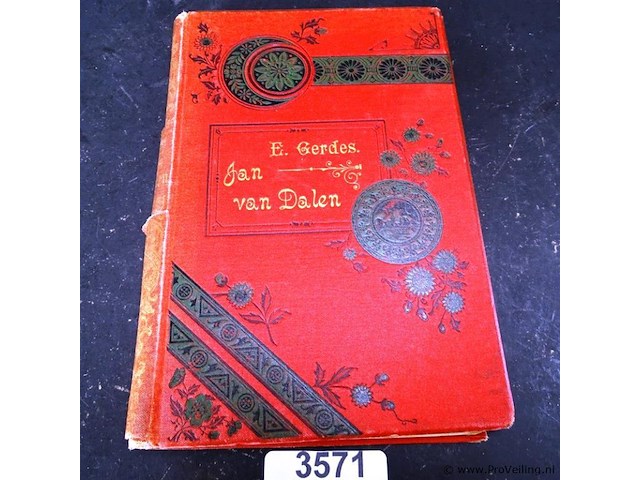 E. Gerdes.
Jan
van Dalen
3571
© www.ProVeiling.nl